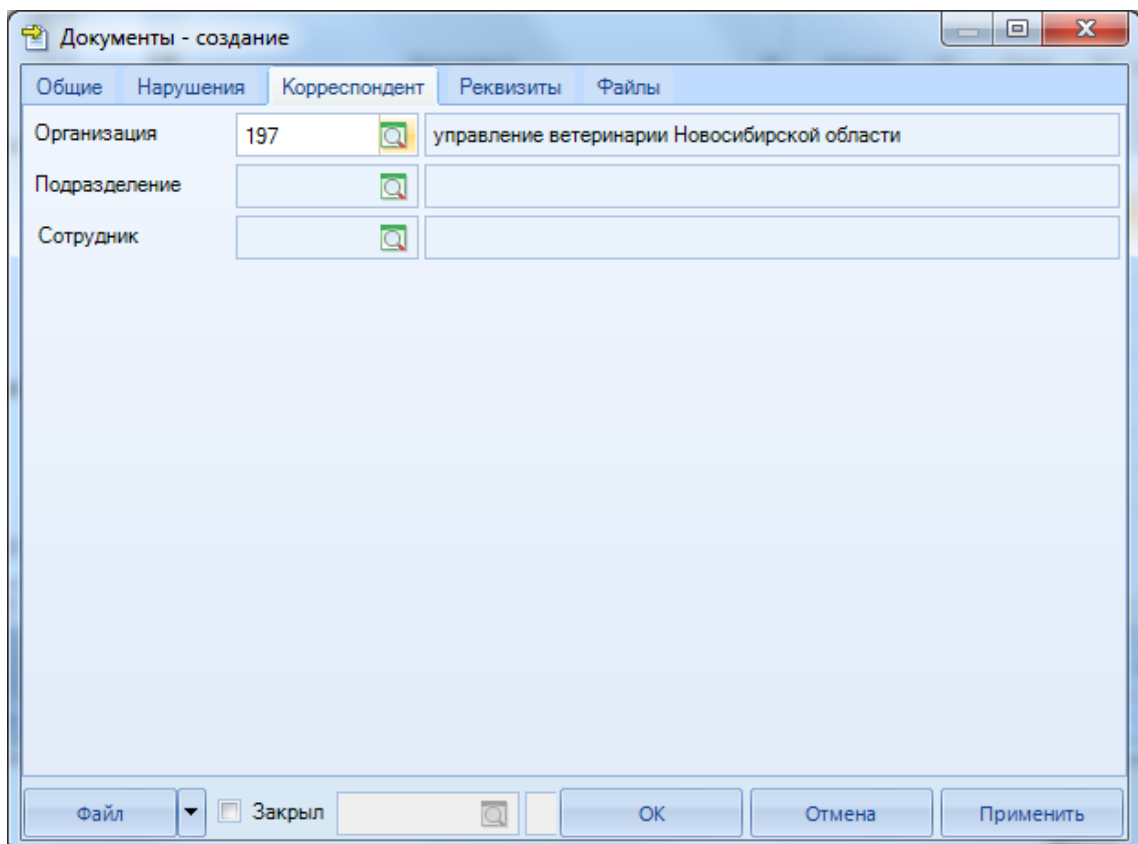 Документы - создание
Общие Нарушения Корреспондент Реквизиты Файлы
Организация 197 управление ветеринарии Новосибирской области
Подразделение
Сотрудник
Файл Закрыл ОК Отмена Применить